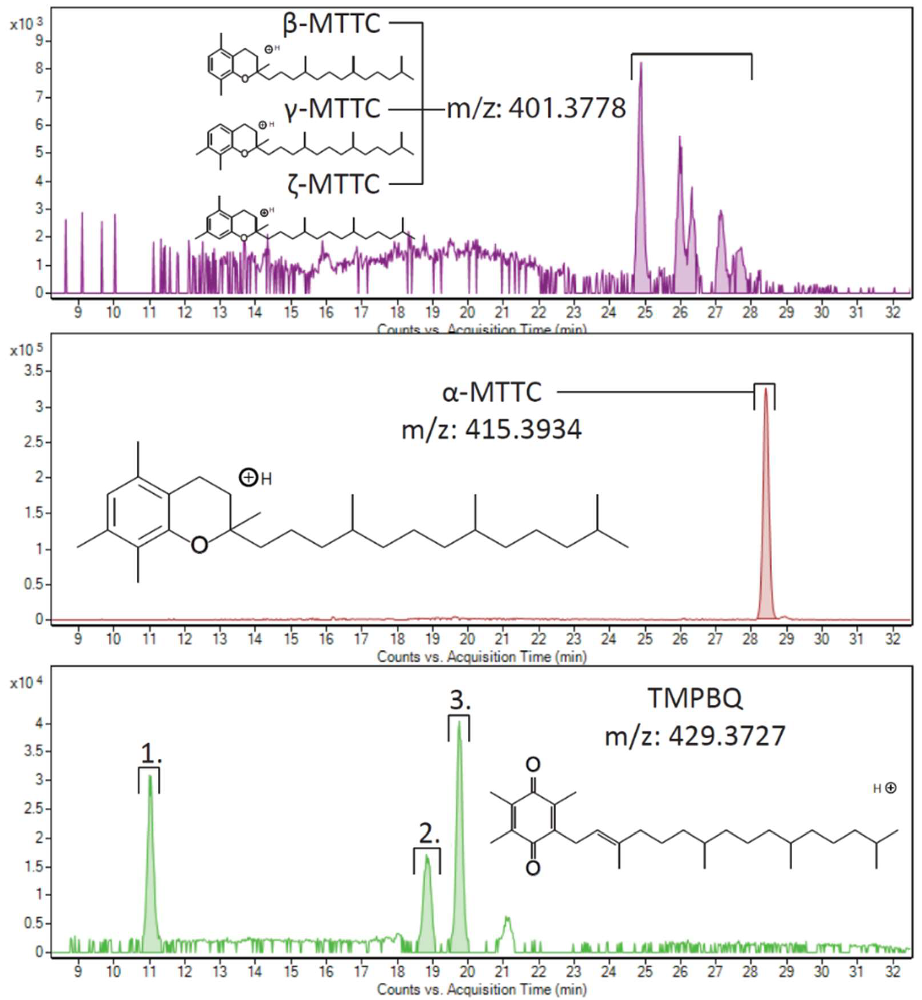 x10 3
β-MTTC
⊕H
γ-MTTC
m/z: 401.3778
⊕H
ζ-MTTC
⊕H
O
O
O
9
8
7
6
5
4
3
2
1
0
9 10 11 12 13 14 15 16 17 18 19 20 21 22 23 24 25 26 27 28 29 30 31 32
Counts vs. Acquisition Time (min)
x10 5
3.5
3
2.5
2
1.5
1
0.5
0
α-MTTC
m/z: 415.3934
⊕H
O
9 10 11 12 13 14 15 16 17 18 19 20 21 22 23 24 25 26 27 28 29 30 31 32
Counts vs. Acquisition Time (min)
x10 4
4
3.5
3
2.5
2
1.5
1
0.5
0
1.
2.
3.
TMPBQ
m/z: 429.3727
O
H⊕
O
9 10 11 12 13 14 15 16 17 18 19 20 21 22 23 24 25 26 27 28 29 30 31 32
Counts vs. Acquisition Time (min)